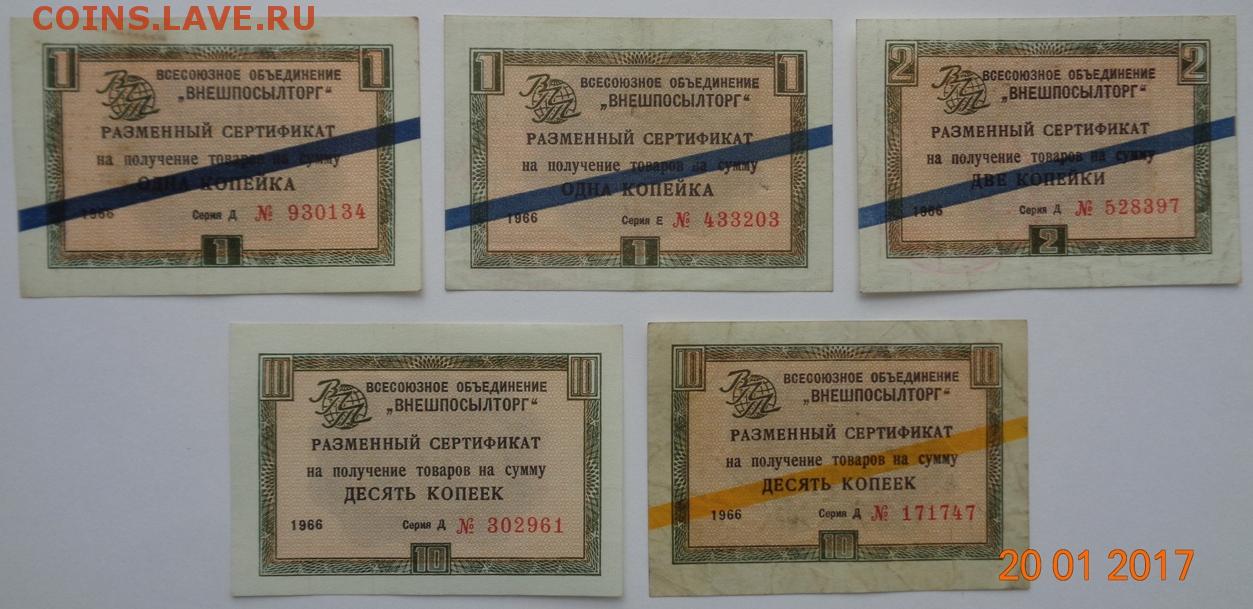 COINS.LAVE.RU
1 1
ВПТ
ВСЕСОЮЗНОЕ ОБЪЕДИНЕНИЕ
„ВНЕШПОСЫЛТОРГ“
РАЗМЕННЫЙ СЕРТИФИКАТ
на получение товаров на сумму
ОДНА КОПЕЙКА
1966 Серия Д № 930134
1
1 1
ВПТ
ВСЕСОЮЗНОЕ ОБЪЕДИНЕНИЕ
„ВНЕШПОСЫЛТОРГ“
РАЗМЕННЫЙ СЕРТИФИКАТ
на получение товаров на сумму
ОДНА КОПЕЙКА
1966 Серия Е № 433203
1
2 2
ВПТ
ВСЕСОЮЗНОЕ ОБЪЕДИНЕНИЕ
„ВНЕШПОСЫЛТОРГ“
РАЗМЕННЫЙ СЕРТИФИКАТ
на получение товаров на сумму
ДВЕ КОПЕЙКИ
1966 Серия Д № 528397
2
10 10
ВПТ
ВСЕСОЮЗНОЕ ОБЪЕДИНЕНИЕ
„ВНЕШПОСЫЛТОРГ“
РАЗМЕННЫЙ СЕРТИФИКАТ
на получение товаров на сумму
ДЕСЯТЬ КОПЕЕК
1966 Серия Д № 302961
10
10 10
ВПТ
ВСЕСОЮЗНОЕ ОБЪЕДИНЕНИЕ
„ВНЕШПОСЫЛТОРГ“
РАЗМЕННЫЙ СЕРТИФИКАТ
на получение товаров на сумму
ДЕСЯТЬ КОПЕЕК
1966 Серия Д № 171747
10
20 01 2017